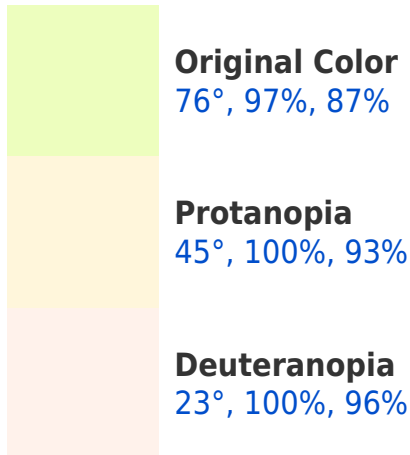 Original Color
76°, 97%, 87%
Protanopia
45°, 100%, 93%
Deuteranopia
23°, 100%, 96%